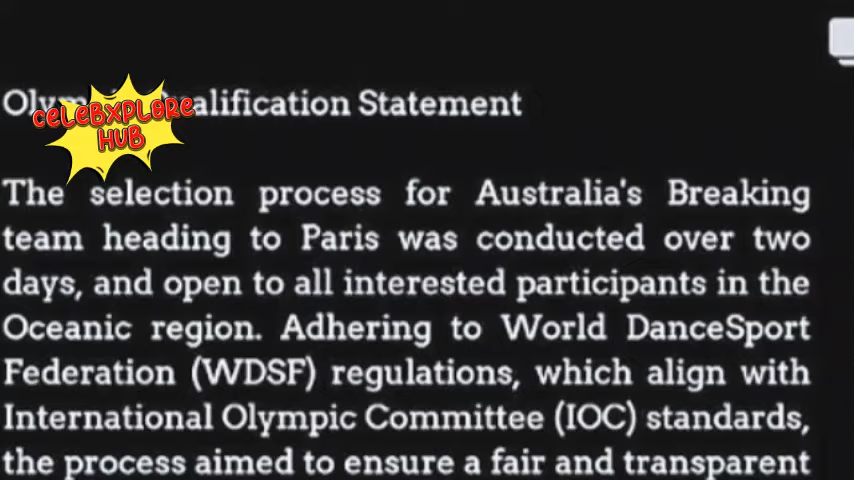 Qualification Statement
CELEBXPLORE
HUB
The selection process for Australia's Breaking
team heading to Paris was conducted over two
days, and open to all interested participants in the
Oceanic region. Adhering to World DanceSport
Federation (WDSF) regulations, which align with
International Olympic Committee (IOC) standards,
the process aimed to ensure a fair and transparent